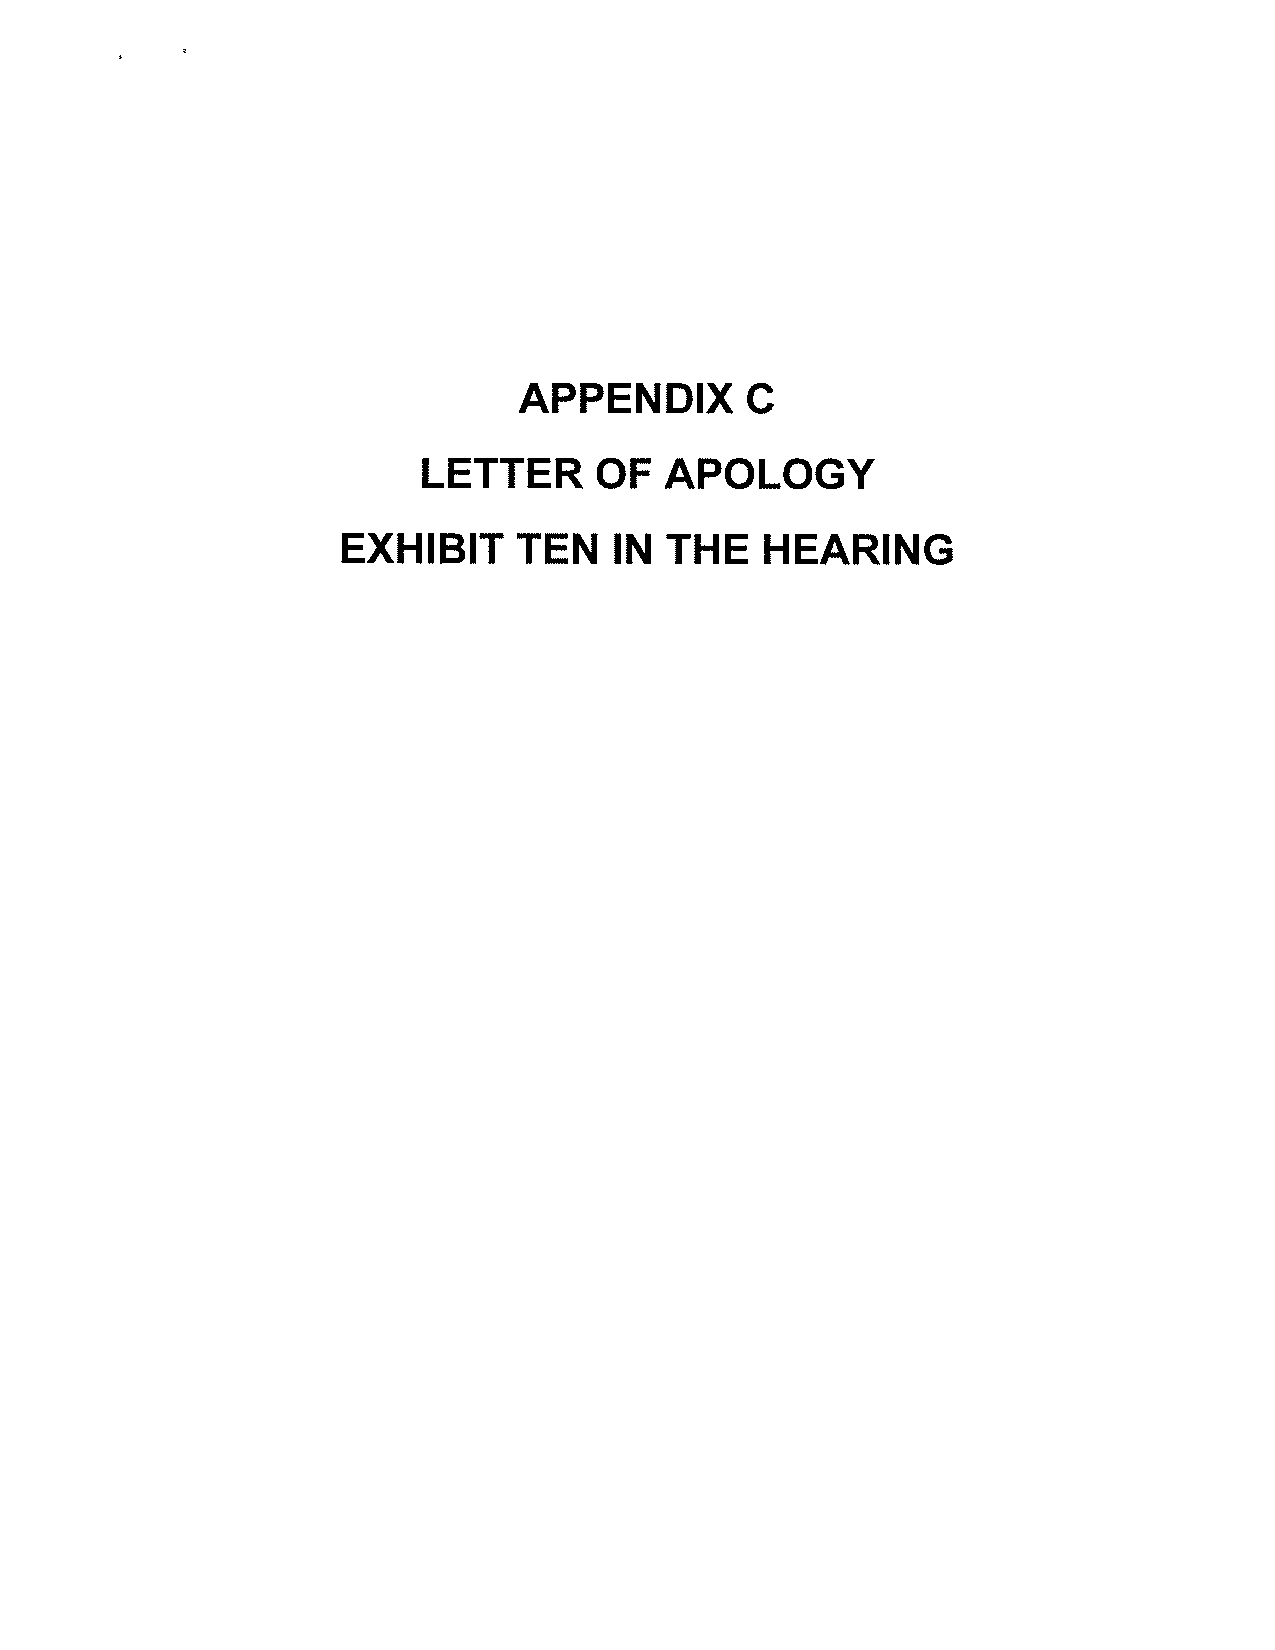 APPENDIX C
LETTER OF APOLOGY
EXHIBIT TEN IN THE HEARING